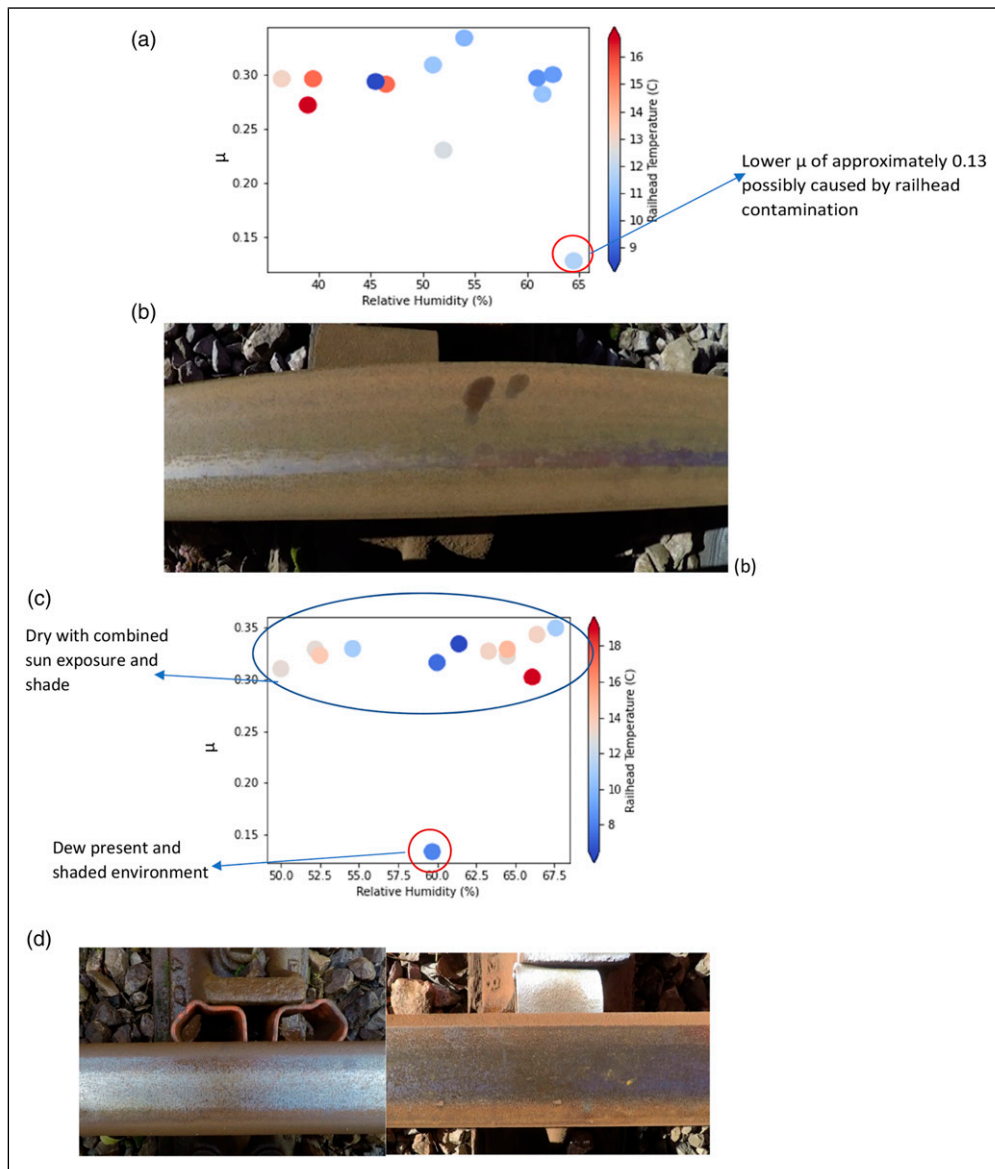 (a)
0.30
0.25
0.20
0.15
μ
40 45 50 55 60 65
Relative Humidity (%)
16
15
14
13
12
11
10
9
Railhead Temperature (C)
Lower μ of approximately 0.13
possibly caused by railhead
contamination
(b)
(b)
(c)
Dry with combined
sun exposure and
shade
0.35
0.30
0.25
0.20
0.15
μ
50.0 52.5 55.0 57.5 60.0 62.5 65.0 67.5
Relative Humidity (%)
18
16
14
12
10
8
Railhead Temperature (C)
Dew present and
shaded environment
(d)